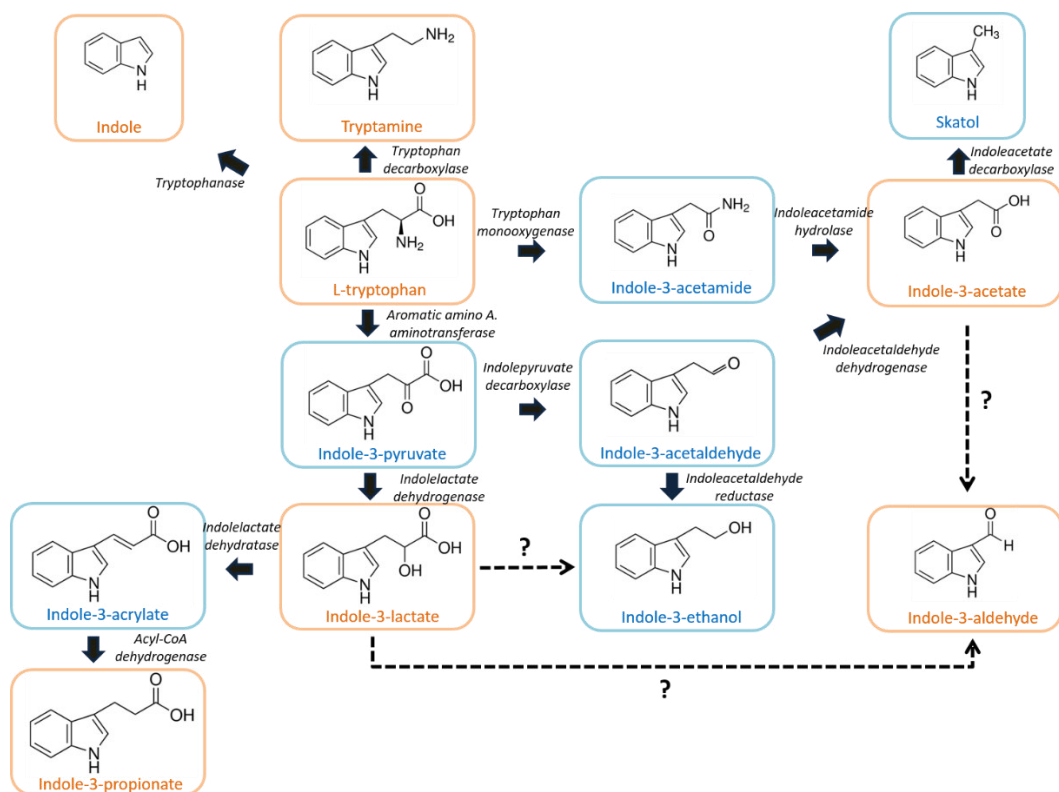 NH₂
N
H
Indole
N
H
Tryptamine
CH₃
N
H
Skatol
Tryptophanase
Tryptophan
decarboxylase
Indoleacetate
decarboxylase
O
OH
NH₂
N
H
L-tryptophan
Tryptophan
monooxygenase
NH₂
O
N
H
Indole-3-acetamide
Indoleacetamide
hydrolase
OH
O
N
H
Indole-3-acetate
Aromatic amino A.
aminotransferase
Indoleacetaldehyde
dehydrogenase
O
OH
O
N
H
Indole-3-pyruvate
Indolepyruvate
decarboxylase
O
N
H
Indole-3-acetaldehyde
?
Indolelactate
dehydrogenase
Indoleacetaldehyde
reductase
O
OH
N
H
Indole-3-acrylate
Indolelactate
dehydratase
O
OH
OH
N
H
Indole-3-lactate
?
OH
N
H
Indole-3-ethanol
O
H
N
H
Indole-3-aldehyde
Acyl-CoA
dehydrogenase
?
O
OH
N
H
Indole-3-propionate